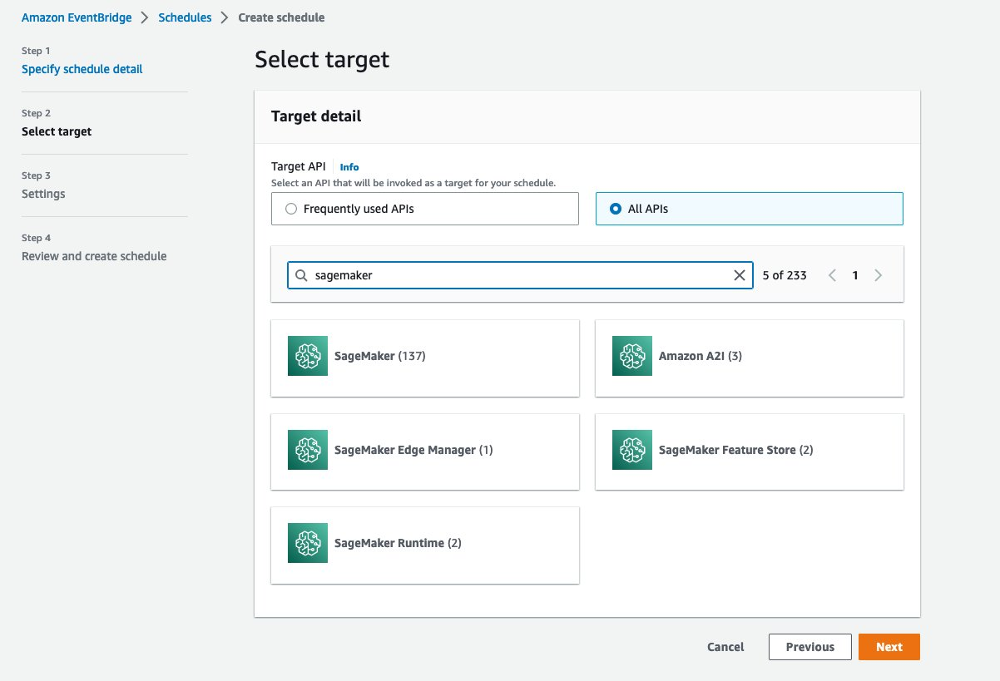 Amazon EventBridge > Schedules > Create schedule
Step 1
Specify schedule detail
Step 2
Select target
Step 3
Settings
Step 4
Review and create schedule
Select target
Target detail
Target API Info
Select an API that will be invoked as a target for your schedule.
Frequently used APIs All APIs
sagemaker 5 of 233 < 1 >
SageMaker (137) Amazon A2I (3)
SageMaker Edge Manager (1) SageMaker Feature Store (2)
SageMaker Runtime (2)
Cancel Previous Next